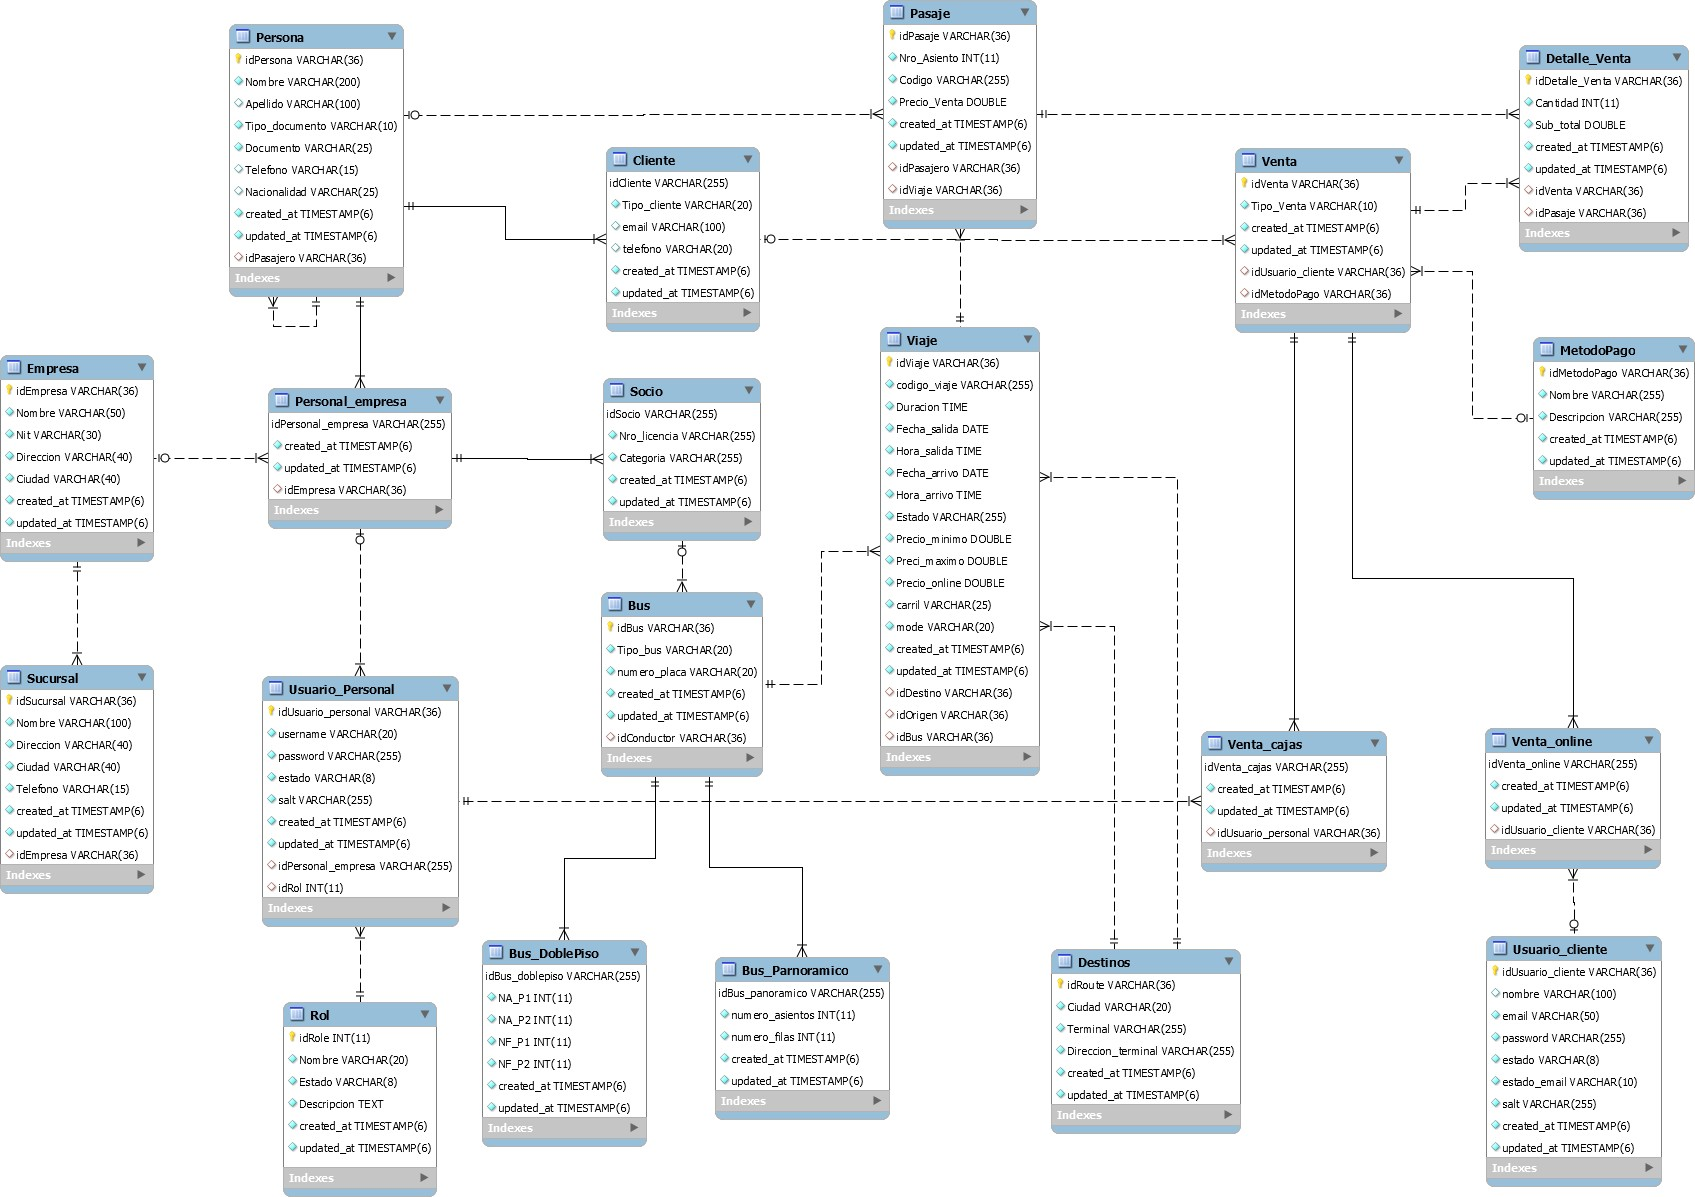 Persona
idPersona VARCHAR(36)
Nombre VARCHAR(200)
Apellido VARCHAR(100)
Tipo_documento VARCHAR(10)
Documento VARCHAR(25)
Telefono VARCHAR(15)
Nacionalidad VARCHAR(25)
created_at TIMESTAMP(6)
updated_at TIMESTAMP(6)
idPasajero VARCHAR(36)
Indexes
Cliente
idCliente VARCHAR(255)
Tipo_cliente VARCHAR(20)
email VARCHAR(100)
telefono VARCHAR(20)
created_at TIMESTAMP(6)
updated_at TIMESTAMP(6)
Indexes
Pasaje
idPasaje VARCHAR(36)
Nro_Asiento INT(11)
Codigo VARCHAR(255)
Precio_Venta DOUBLE
created_at TIMESTAMP(6)
updated_at TIMESTAMP(6)
idPasajero VARCHAR(36)
idViaje VARCHAR(36)
Indexes
Venta
idVenta VARCHAR(36)
Tipo_Venta VARCHAR(10)
created_at TIMESTAMP(6)
updated_at TIMESTAMP(6)
idUsuario_cliente VARCHAR(36)
idMetodoPago VARCHAR(36)
Indexes
Detalle_Venta
idDetalle_Venta VARCHAR(36)
Cantidad INT(11)
Sub_total DOUBLE
created_at TIMESTAMP(6)
updated_at TIMESTAMP(6)
idVenta VARCHAR(36)
idPasaje VARCHAR(36)
Indexes
Empresa
idEmpresa VARCHAR(36)
Nombre VARCHAR(50)
Nit VARCHAR(30)
Direccion VARCHAR(40)
Ciudad VARCHAR(40)
created_at TIMESTAMP(6)
updated_at TIMESTAMP(6)
Indexes
Personal_empresa
idPersonal_empresa VARCHAR(255)
created_at TIMESTAMP(6)
updated_at TIMESTAMP(6)
idEmpresa VARCHAR(36)
Indexes
Socio
idSocio VARCHAR(255)
Nro_licencia VARCHAR(255)
Categoria VARCHAR(255)
created_at TIMESTAMP(6)
updated_at TIMESTAMP(6)
Indexes
Viaje
idViaje VARCHAR(36)
codigo_viaje VARCHAR(255)
Duracion TIME
Fecha_salida DATE
Hora_salida TIME
Fecha_arrivo DATE
Hora_arrivo TIME
Estado VARCHAR(255)
Precio_minimo DOUBLE
Preci_maximo DOUBLE
Precio_online DOUBLE
carril VARCHAR(25)
mode VARCHAR(20)
created_at TIMESTAMP(6)
updated_at TIMESTAMP(6)
idDestino VARCHAR(36)
idOrigen VARCHAR(36)
idBus VARCHAR(36)
Indexes
MetodoPago
idMetodoPago VARCHAR(36)
Nombre VARCHAR(255)
Descripcion VARCHAR(255)
created_at TIMESTAMP(6)
updated_at TIMESTAMP(6)
Indexes
Sucursal
idSucursal VARCHAR(36)
Nombre VARCHAR(100)
Direccion VARCHAR(40)
Ciudad VARCHAR(40)
Telefono VARCHAR(15)
created_at TIMESTAMP(6)
updated_at TIMESTAMP(6)
idEmpresa VARCHAR(36)
Indexes
Usuario_Personal
idUsuario_personal VARCHAR(36)
username VARCHAR(20)
password VARCHAR(255)
estado VARCHAR(8)
salt VARCHAR(255)
created_at TIMESTAMP(6)
updated_at TIMESTAMP(6)
idPersonal_empresa VARCHAR(255)
idRol INT(11)
Indexes
Bus
idBus VARCHAR(36)
Tipo_bus VARCHAR(20)
numero_placa VARCHAR(20)
created_at TIMESTAMP(6)
updated_at TIMESTAMP(6)
idConductor VARCHAR(36)
Indexes
Venta_cajas
idVenta_cajas VARCHAR(255)
created_at TIMESTAMP(6)
updated_at TIMESTAMP(6)
idUsuario_personal VARCHAR(36)
Indexes
Venta_online
idVenta_online VARCHAR(255)
created_at TIMESTAMP(6)
updated_at TIMESTAMP(6)
idUsuario_cliente VARCHAR(36)
Indexes
Rol
idRole INT(11)
Nombre VARCHAR(20)
Estado VARCHAR(8)
Descripcion TEXT
created_at TIMESTAMP(6)
updated_at TIMESTAMP(6)
Indexes
Bus_DoblePiso
idBus_doblepiso VARCHAR(255)
NA_P1 INT(11)
NA_P2 INT(11)
NF_P1 INT(11)
NF_P2 INT(11)
created_at TIMESTAMP(6)
updated_at TIMESTAMP(6)
Indexes
Bus_Parnoramico
idBus_panoramico VARCHAR(255)
numero_asientos INT(11)
numero_filas INT(11)
created_at TIMESTAMP(6)
updated_at TIMESTAMP(6)
Indexes
Destinos
idRoute VARCHAR(36)
Ciudad VARCHAR(20)
Terminal VARCHAR(255)
Direccion_terminal VARCHAR(255)
created_at TIMESTAMP(6)
updated_at TIMESTAMP(6)
Indexes
Usuario_cliente
idUsuario_cliente VARCHAR(36)
nombre VARCHAR(100)
email VARCHAR(50)
password VARCHAR(255)
estado VARCHAR(8)
estado_email VARCHAR(10)
salt VARCHAR(255)
created_at TIMESTAMP(6)
updated_at TIMESTAMP(6)
Indexes